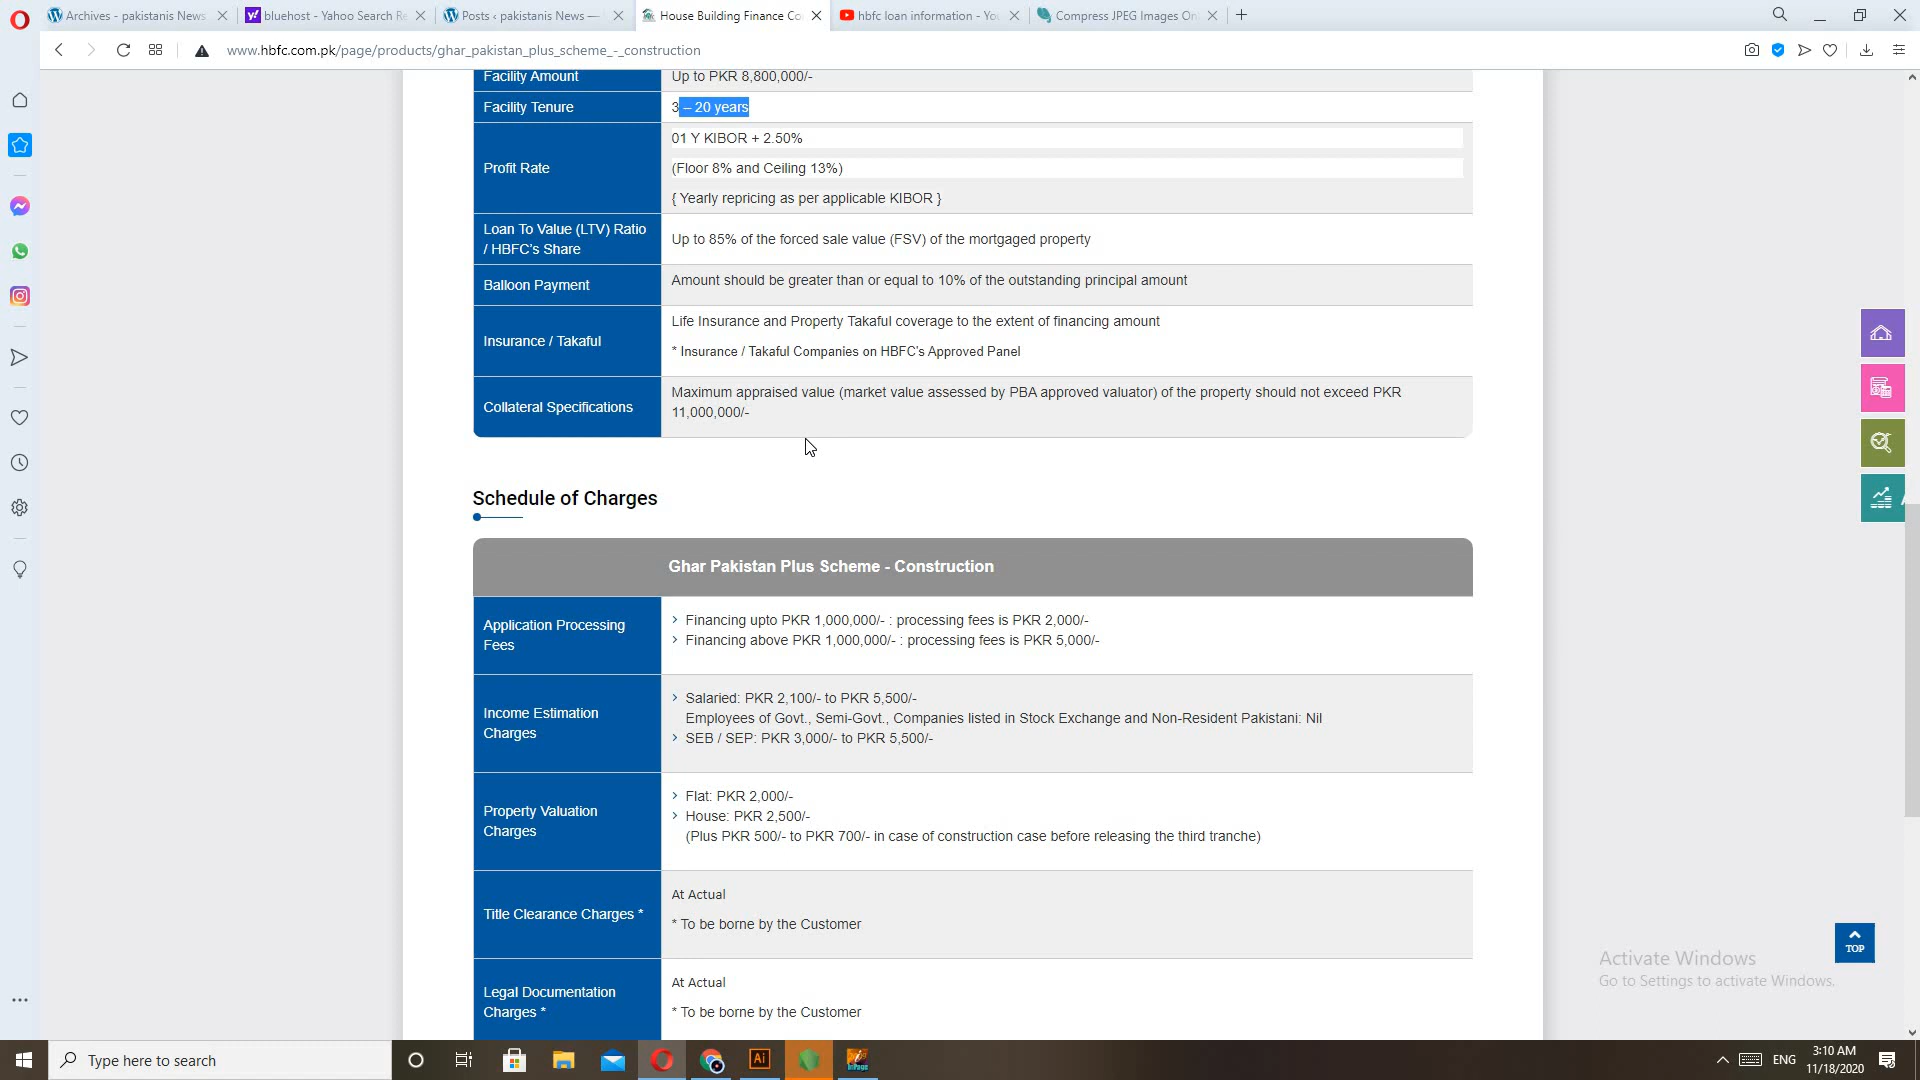 Archives - pakistanis News
bluehost - Yahoo Search Re
Posts ‹ pakistanis News —
House Building Finance Co
hbfc loan information - You
Compress JPEG Images On
www.hbfc.com.pk/page/products/ghar_pakistan_plus_scheme_-_construction
Facility Amount
Up to PKR 8,800,000/-
Facility Tenure
3 – 20 years
Profit Rate
01 Y KIBOR + 2.50%
(Floor 8% and Ceiling 13%)
{ Yearly repricing as per applicable KIBOR }
Loan To Value (LTV) Ratio
/ HBFC's Share
Up to 85% of the forced sale value (FSV) of the mortgaged property
Balloon Payment
Amount should be greater than or equal to 10% of the outstanding principal amount
Insurance / Takaful
Life Insurance and Property Takaful coverage to the extent of financing amount
* Insurance / Takaful Companies on HBFC's Approved Panel
Collateral Specifications
Maximum appraised value (market value assessed by PBA approved valuator) of the property should not exceed PKR
11,000,000/-
Schedule of Charges
Ghar Pakistan Plus Scheme - Construction
Application Processing
Fees
Financing upto PKR 1,000,000/- : processing fees is PKR 2,000/-
Financing above PKR 1,000,000/- : processing fees is PKR 5,000/-
Income Estimation
Charges
Salaried: PKR 2,100/- to PKR 5,500/-
Employees of Govt., Semi-Govt., Companies listed in Stock Exchange and Non-Resident Pakistani: Nil
SEB / SEP: PKR 3,000/- to PKR 5,500/-
Property Valuation
Charges
Flat: PKR 2,000/-
House: PKR 2,500/-
(Plus PKR 500/- to PKR 700/- in case of construction case before releasing the third tranche)
Title Clearance Charges *
At Actual
* To be borne by the Customer
Legal Documentation
Charges *
At Actual
* To be borne by the Customer
TOP
Activate Windows
Go to Settings to activate Windows.
Type here to search
Ai
ENG
3:10 AM
11/18/2020